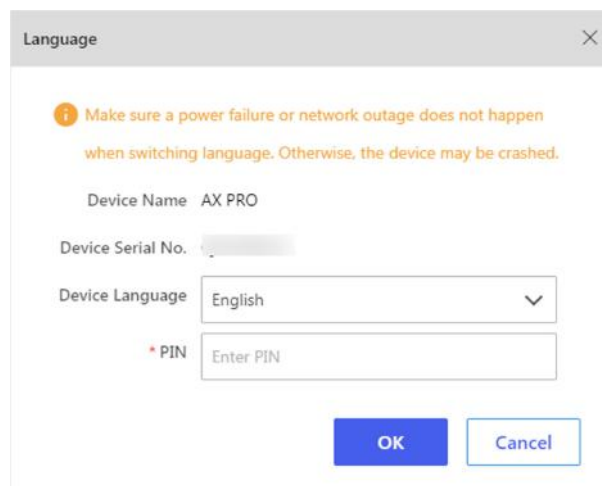 Language
Make sure a power failure or network outage does not happen
when switching language. Otherwise, the device may be crashed.
Device Name AX PRO
Device Serial No.
Device Language English
* PIN Enter PIN
OK Cancel